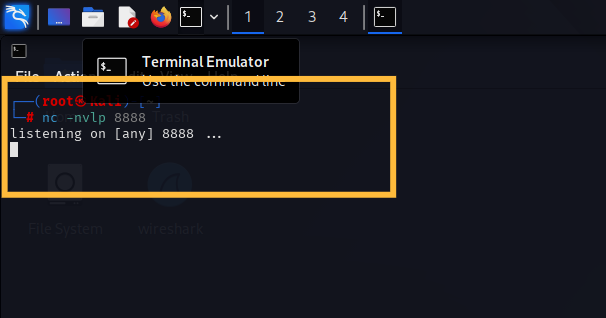 1 2 3 4
Terminal Emulator
Use the command line
File Action
(root㉿Kali) [~]
# nc -nvlp 8888
Trash
listening on [any] 8888 ...
File System wireshark